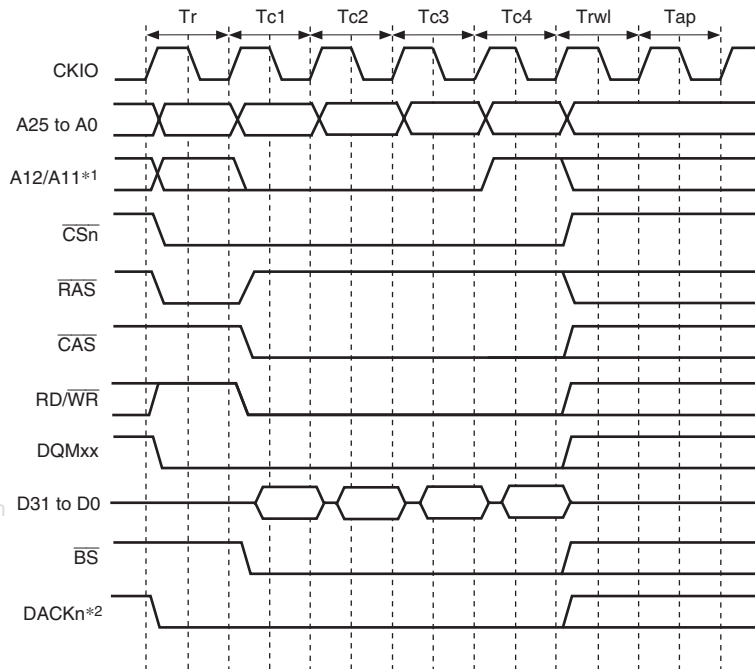 Tr Tc1 Tc2 Tc3 Tc4 Trwl Tap
CKIO
A25 to A0
A12/A11*1
CSn
RAS
CAS
RD/WR
DQMxx
D31 to D0
BS
DACKn*2